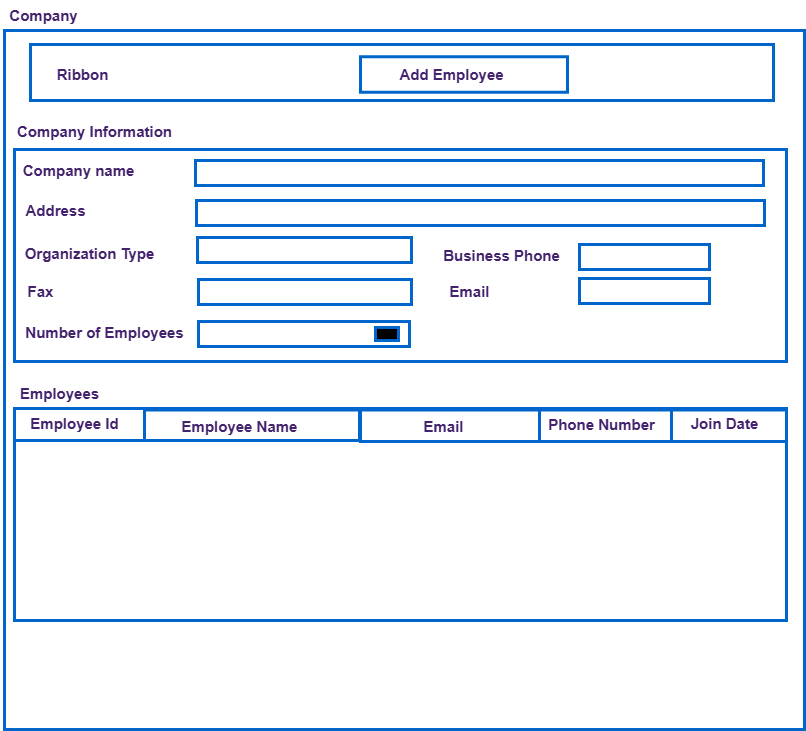 Company
Ribbon
Add Employee
Company Information
Company name
Address
Organization Type
Business Phone
Fax
Email
Number of Employees
Employees
Employee Id
Employee Name
Email
Phone Number
Join Date